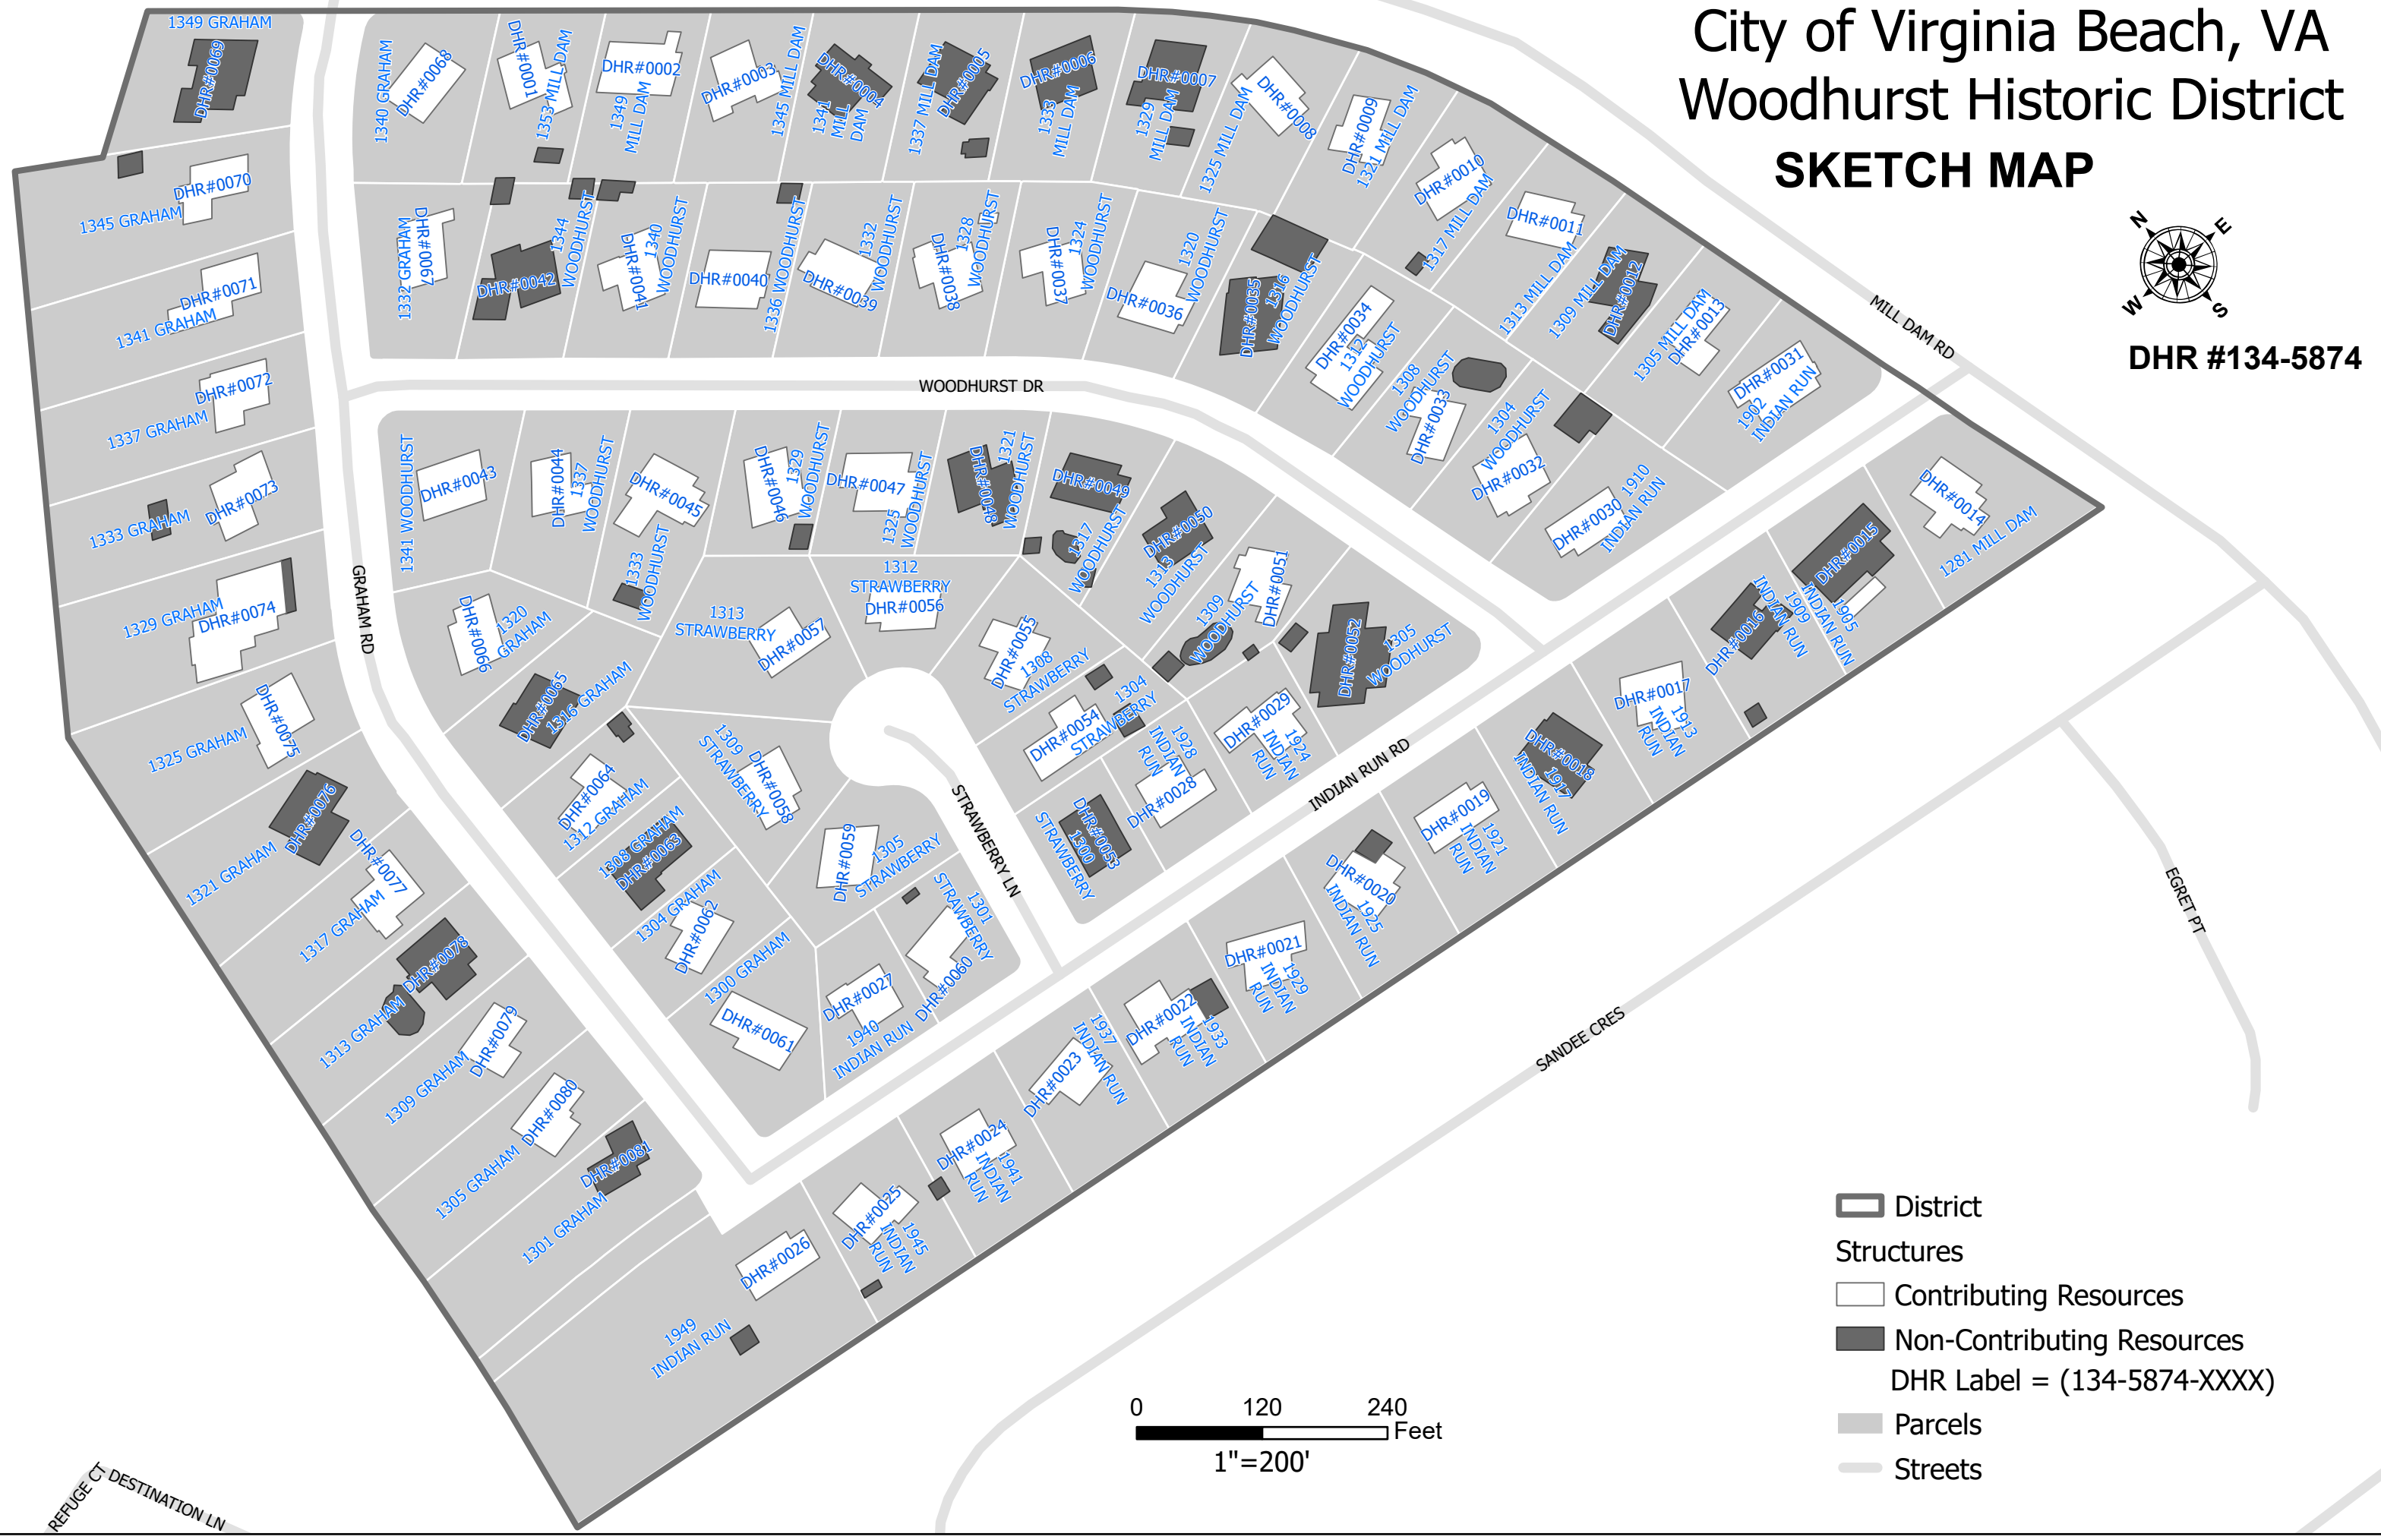 City of Virginia Beach, VA
Woodhurst Historic District
SKETCH MAP
N
E
W
S
DHR #134-5874
1349 GRAHAM
DHR#0069
1340 GRAHAM
DHR#0068
DHR#0001
1353 MILL DAM
DHR#0002
1349
MILL DAM
DHR#0003
1345 MILL DAM
DHR#0004
1341
MILL
DAM
1337 MILL DAM
DHR#0005
DHR#0006
1333
MILL DAM
DHR#0007
1329
MILL DAM
1325 MILL DAM
DHR#0008
DHR#0009
1321 MILL DAM
DHR#0010
1317 MILL DAM
DHR#0011
1313 MILL DAM
1309 MILL DAM
DHR#0012
1305 MILL DAM
DHR#0013
DHR#0031
1902
INDIAN RUN
MILL DAM RD
DHR#0070
1345 GRAHAM
DHR#0071
1341 GRAHAM
DHR#0072
1337 GRAHAM
DHR#0073
1333 GRAHAM
1329 GRAHAM
DHR#0074
DHR#0075
1325 GRAHAM
DHR#0076
1321 GRAHAM
DHR#0077
1317 GRAHAM
DHR#0078
1313 GRAHAM
DHR#0079
1309 GRAHAM
DHR#0080
1305 GRAHAM
DHR#0081
1301 GRAHAM
GRAHAM RD
1332 GRAHAM
DHR#0067
DHR#0042
1344
WOODHURST
DHR#0041
1340
WOODHURST
DHR#0040
1336 WOODHURST
DHR#0039
1332
WOODHURST
DHR#0038
1328
WOODHURST
DHR#0037
1324
WOODHURST
DHR#0036
1320
WOODHURST
DHR#0035
1316
WOODHURST
DHR#0034
1312
WOODHURST
1308
WOODHURST
DHR#0033
1304
WOODHURST
DHR#0032
DHR#0030
1910
INDIAN RUN
WOODHURST DR
1341 WOODHURST
DHR#0043
DHR#0044
1337
WOODHURST
DHR#0045
1333
WOODHURST
DHR#0046
1329
WOODHURST
DHR#0047
1325
WOODHURST
DHR#0048
1321
WOODHURST
DHR#0049
1317
WOODHURST
DHR#0050
1313
WOODHURST
DHR#0051
1309
WOODHURST
DHR#0052
1305
WOODHURST
DHR#0066
1320
GRAHAM
DHR#0065
1316 GRAHAM
DHR#0064
1312 GRAHAM
1308 GRAHAM
DHR#0063
1304 GRAHAM
DHR#0062
1300 GRAHAM
DHR#0061
1313
STRAWBERRY
DHR#0057
1312
STRAWBERRY
DHR#0056
DHR#0055
1308
STRAWBERRY
DHR#0054
1304
STRAWBERRY
DHR#0053
1300
STRAWBERRY
1309
STRAWBERRY
DHR#0058
DHR#0059
1305
STRAWBERRY
1301
STRAWBERRY
DHR#0060
STRAWBERRY LN
DHR#0027
1940
INDIAN RUN
1928
INDIAN
RUN
DHR#0028
DHR#0029
1924
INDIAN
RUN
INDIAN RUN RD
DHR#0014
1281 MILL DAM
DHR#0015
1905
INDIAN RUN
DHR#0016
1909
INDIAN RUN
DHR#0017
1913
INDIAN
RUN
DHR#0018
1917
INDIAN RUN
DHR#0019
1921
INDIAN
RUN
DHR#0020
1925
INDIAN RUN
DHR#0021
1929
INDIAN
RUN
DHR#0022
1933
INDIAN
RUN
DHR#0023
1937
INDIAN RUN
DHR#0024
1941
INDIAN
RUN
DHR#0025
1945
INDIAN
RUN
DHR#0026
1949
INDIAN RUN
SANDEE CRES
EGRET PT
REFUGE CT
DESTINATION LN
0 120 240
Feet
1"=200'
District
Structures
Contributing Resources
Non-Contributing Resources
DHR Label = (134-5874-XXXX)
Parcels
Streets